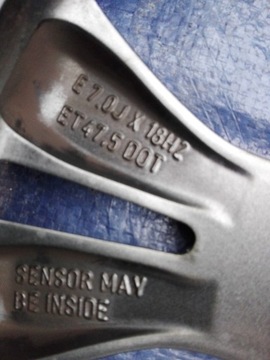 E 7.0J X 18H2
ET47.5 DOT
SENSOR MAY
BE INSIDE